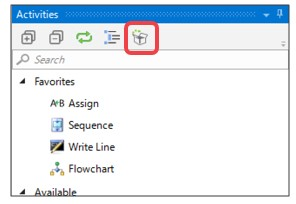 Activities
Search
Favorites
A+B Assign
Sequence
Write Line
Flowchart
Available